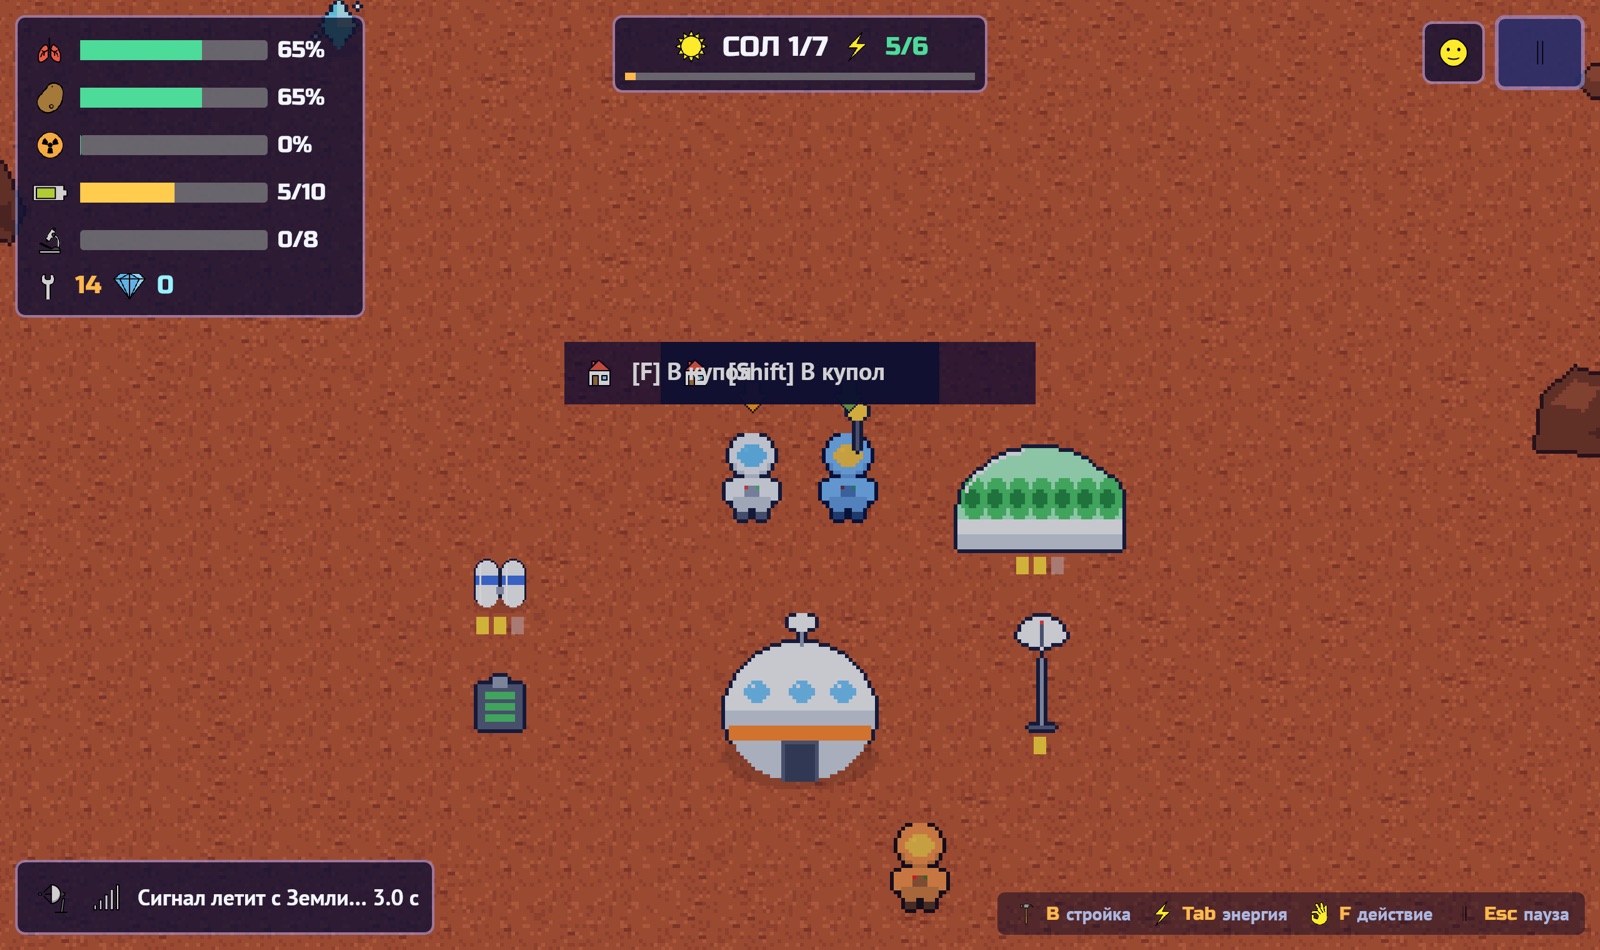 65%
65%
0%
5/10
0/8
14 0
СОЛ 1/7 5/6
[F] В купол
[Shift] В купол
Сигнал летит с Земли... 3.0 с
B стройка Tab энергия F действие Esc пауза